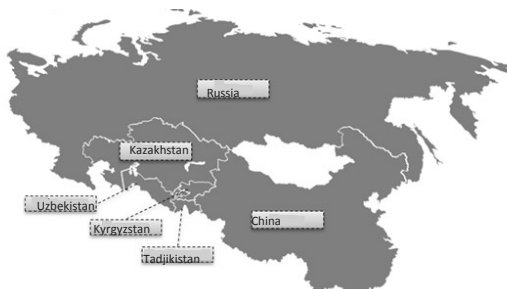 Russia
Kazakhstan
Uzbekistan
Kyrgyzstan
China
Tadjikistan